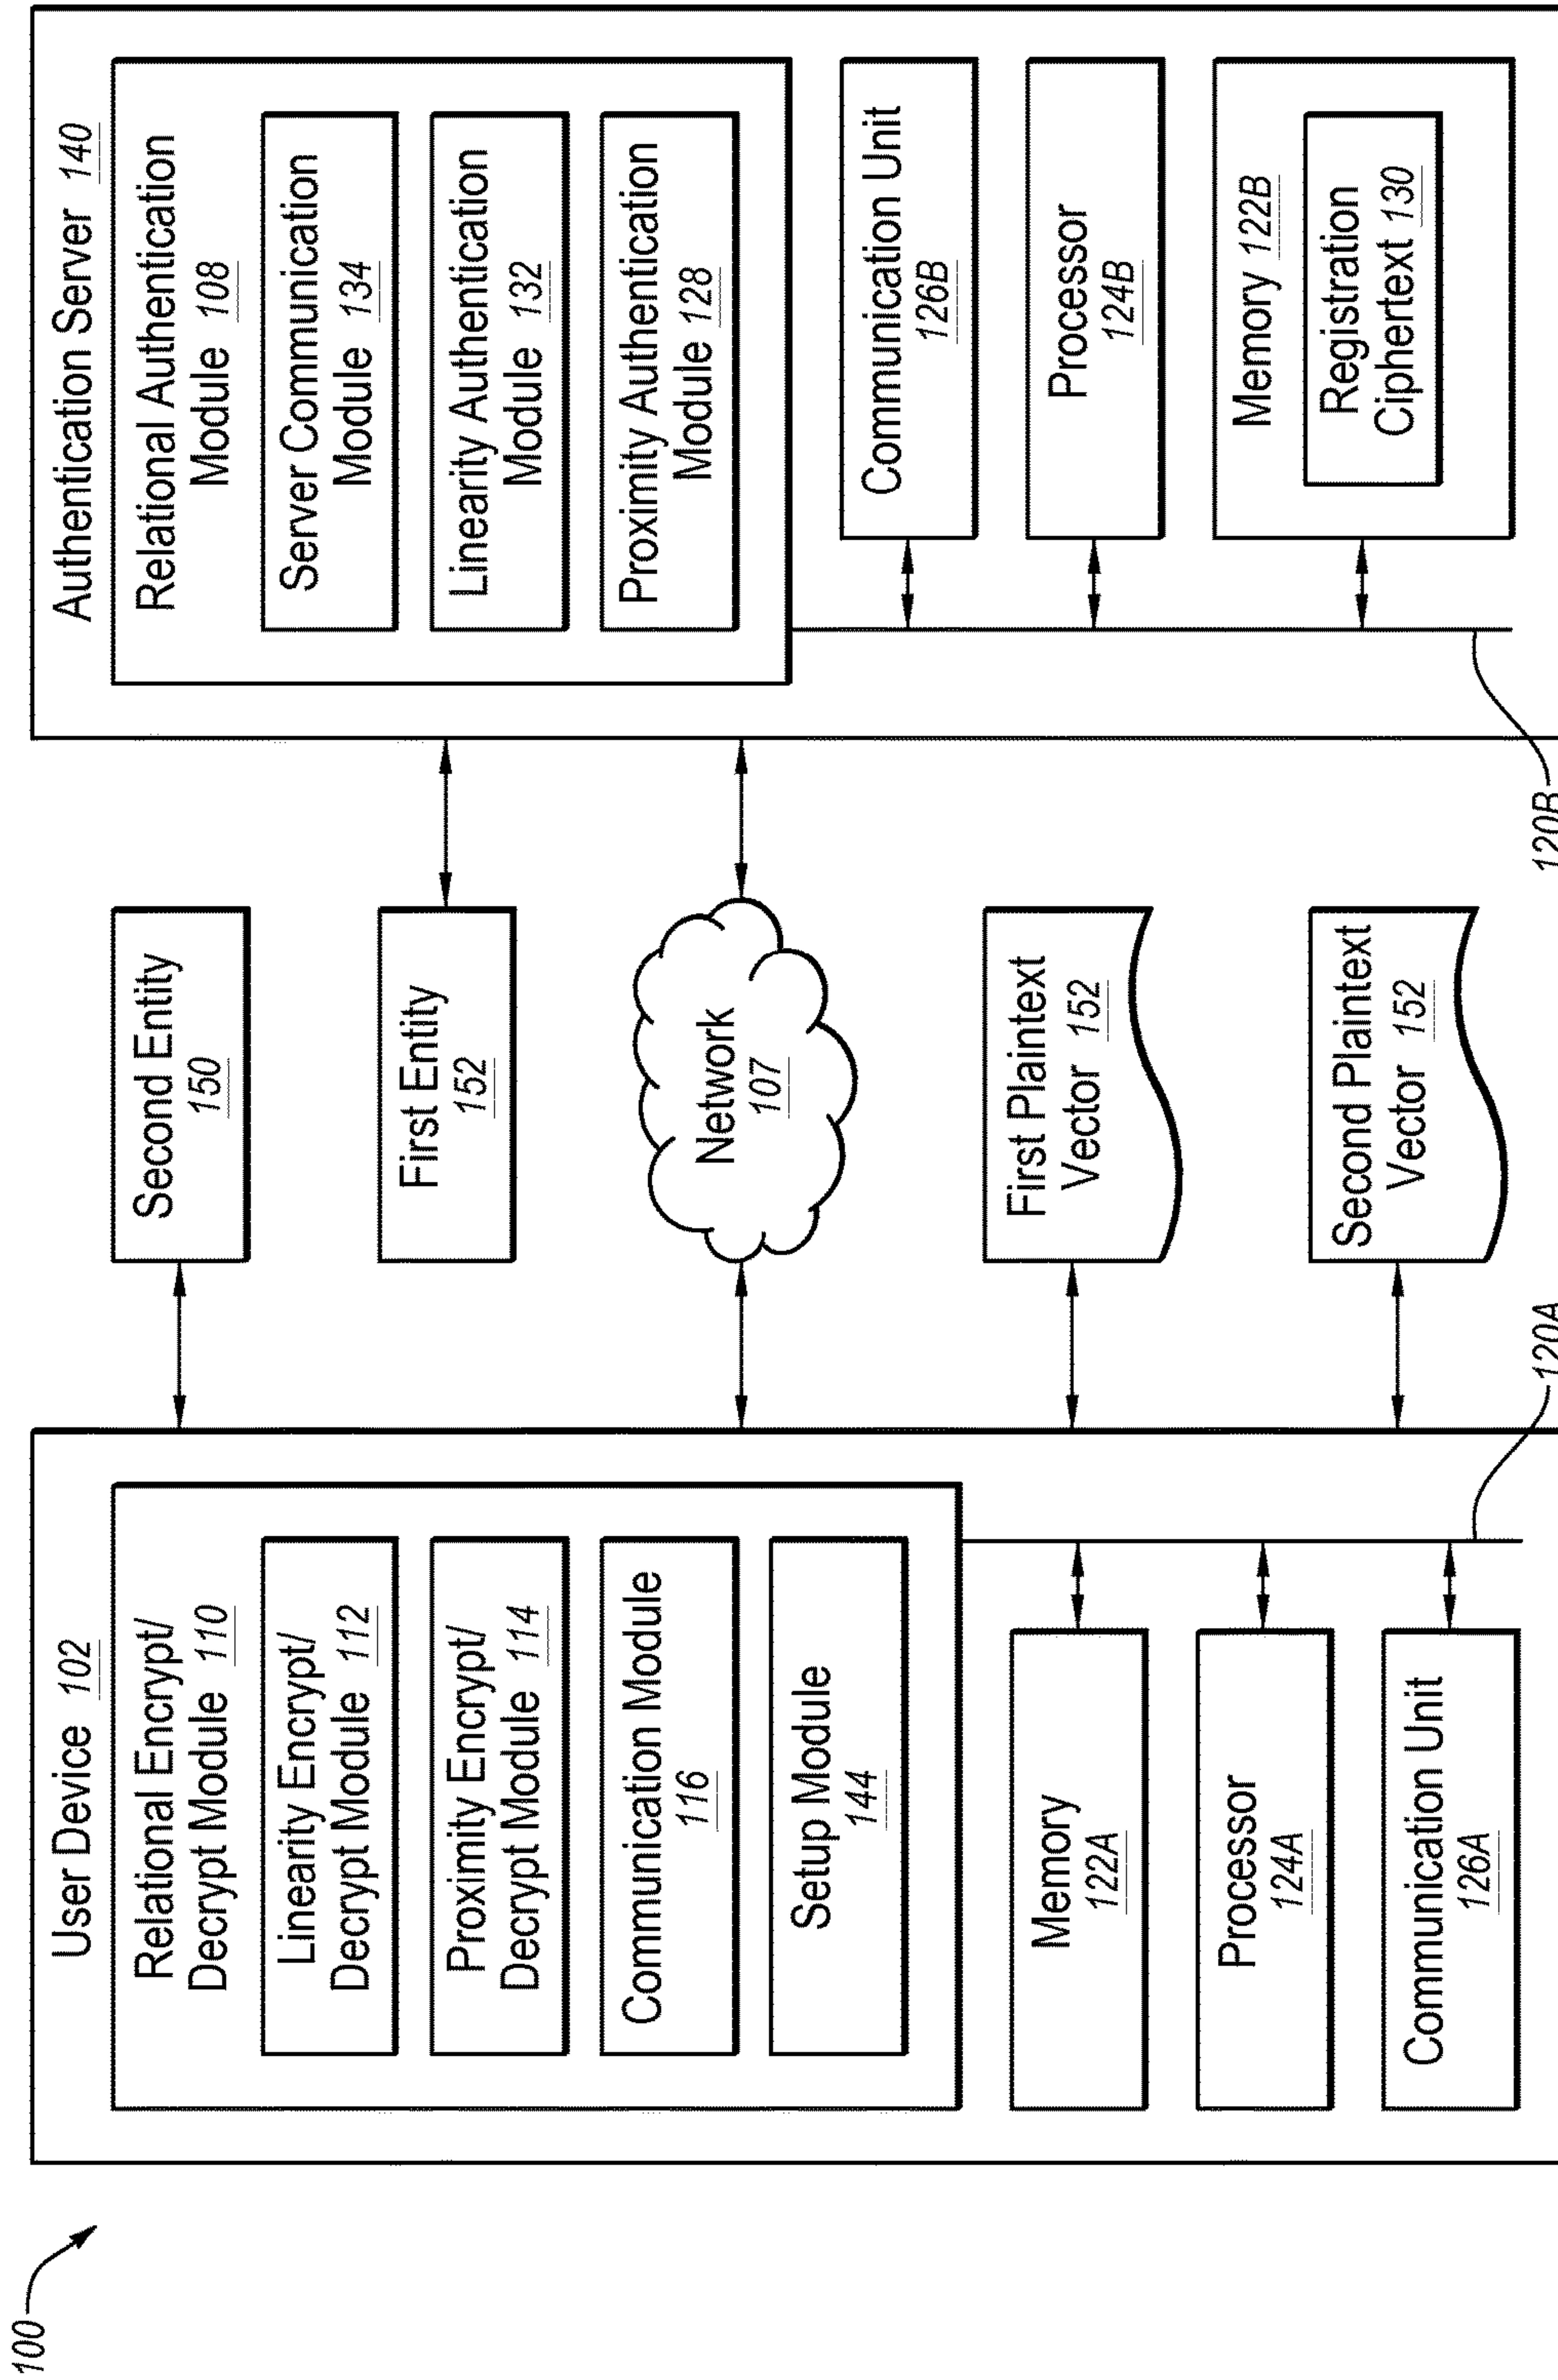 100
User Device 102
Relational Encrypt/
Decrypt Module 110
Linearity Encrypt/
Decrypt Module 112
Proximity Encrypt/
Decrypt Module 114
Communication Module
116
Setup Module
144
Memory
122A
Processor
124A
Communication Unit
126A
120A
Second Entity
150
First Entity
152
Network
107
First Plaintext
Vector 152
Second Plaintext
Vector 152
Authentication Server 140
Relational Authentication
Module 108
Server Communication
Module 134
Linearity Authentication
Module 132
Proximity Authentication
Module 128
Communication Unit
126B
Processor
124B
Memory 122B
Registration
Ciphertext 130
120B